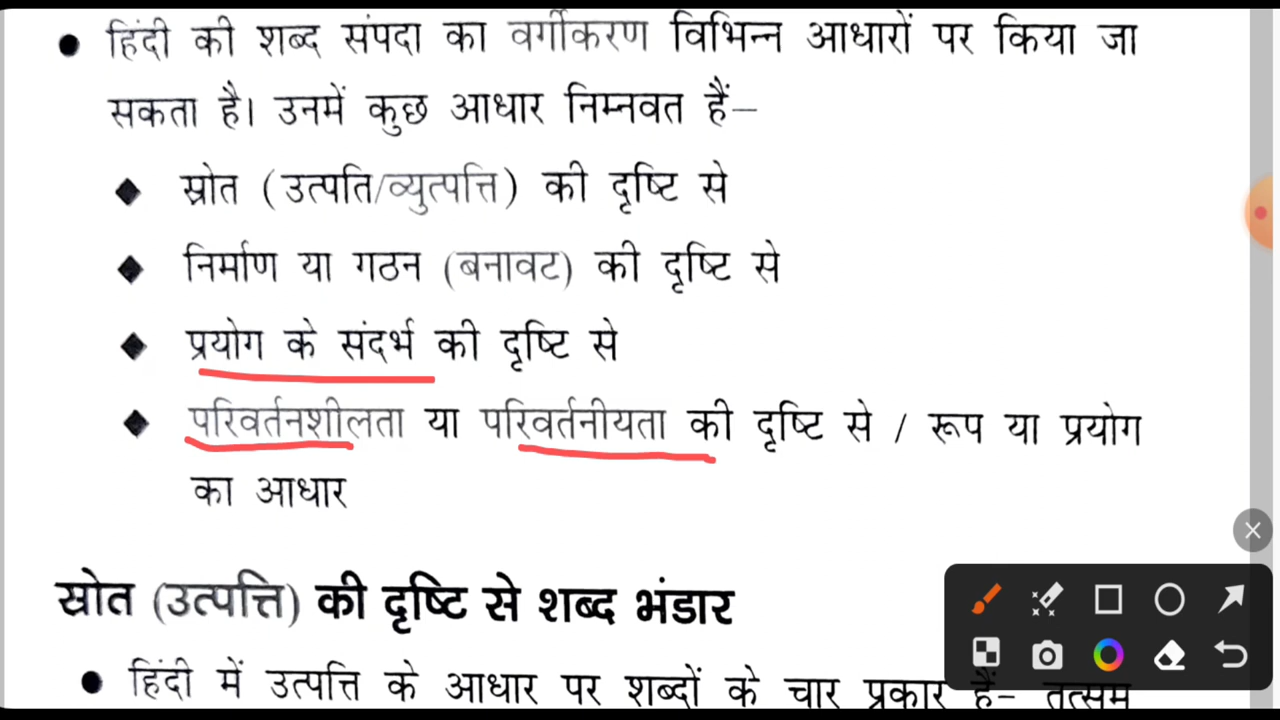 ● हिंदी की शब्द संपदा का वर्गीकरण विभिन्न आधारों पर किया जा
सकता है। उनमें कुछ आधार निम्नवत हैं–
◆ स्रोत (उत्पति/व्युत्पत्ति) की दृष्टि से
◆ निर्माण या गठन (बनावट) की दृष्टि से
◆ प्रयोग के संदर्भ की दृष्टि से
◆ परिवर्तनशीलता या परिवर्तनीयता की दृष्टि से / रूप या प्रयोग
का आधार
स्रोत (उत्पत्ति) की दृष्टि से शब्द भंडार
● हिंदी में उत्पत्ति के आधार पर शब्दों के चार प्रकार हैं– तत्सम